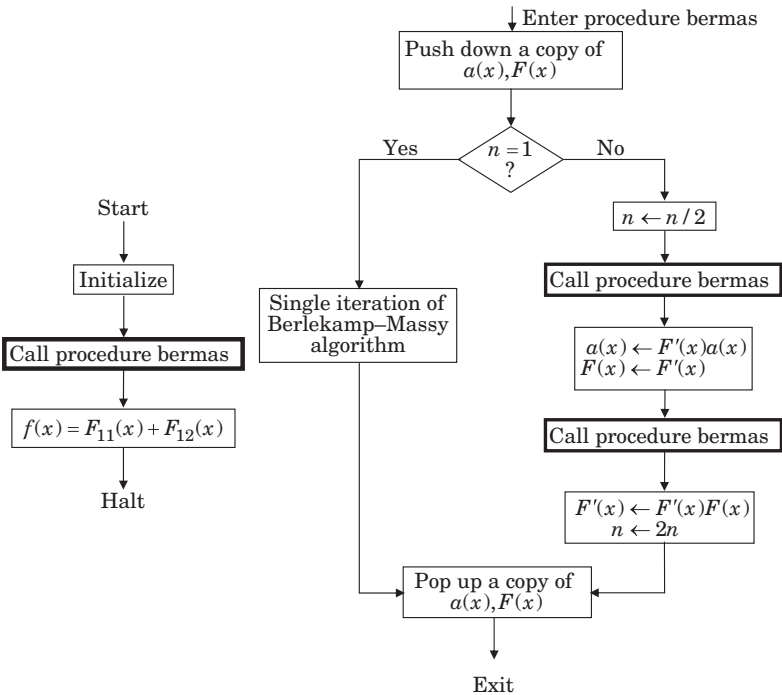 Start
Initialize
Call procedure bermas
f(x) = F₁₁(x) + F₁₂(x)
Halt
Enter procedure bermas
Push down a copy of
a(x),F(x)
n = 1
?
Yes
No
Single iteration of
Berlekamp–Massy
algorithm
n ← n / 2
Call procedure bermas
a(x) ← F′(x)a(x)
F(x) ← F′(x)
Call procedure bermas
F′(x) ← F′(x)F(x)
n ← 2n
Pop up a copy of
a(x),F(x)
Exit